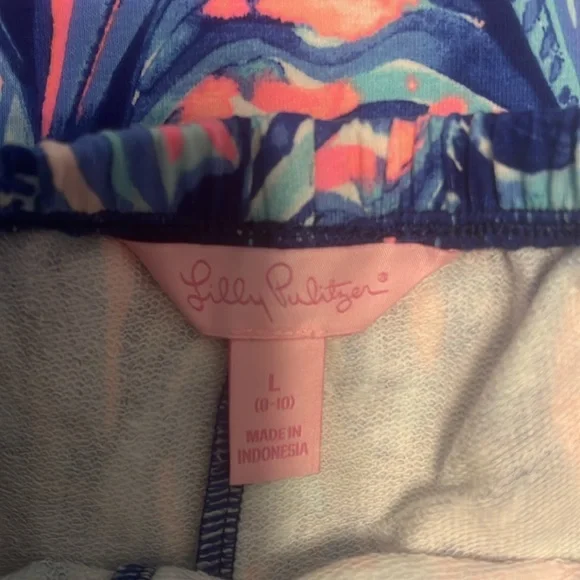 Lilly Pulitzer®
L
(8-10)
MADE IN
INDONESIA